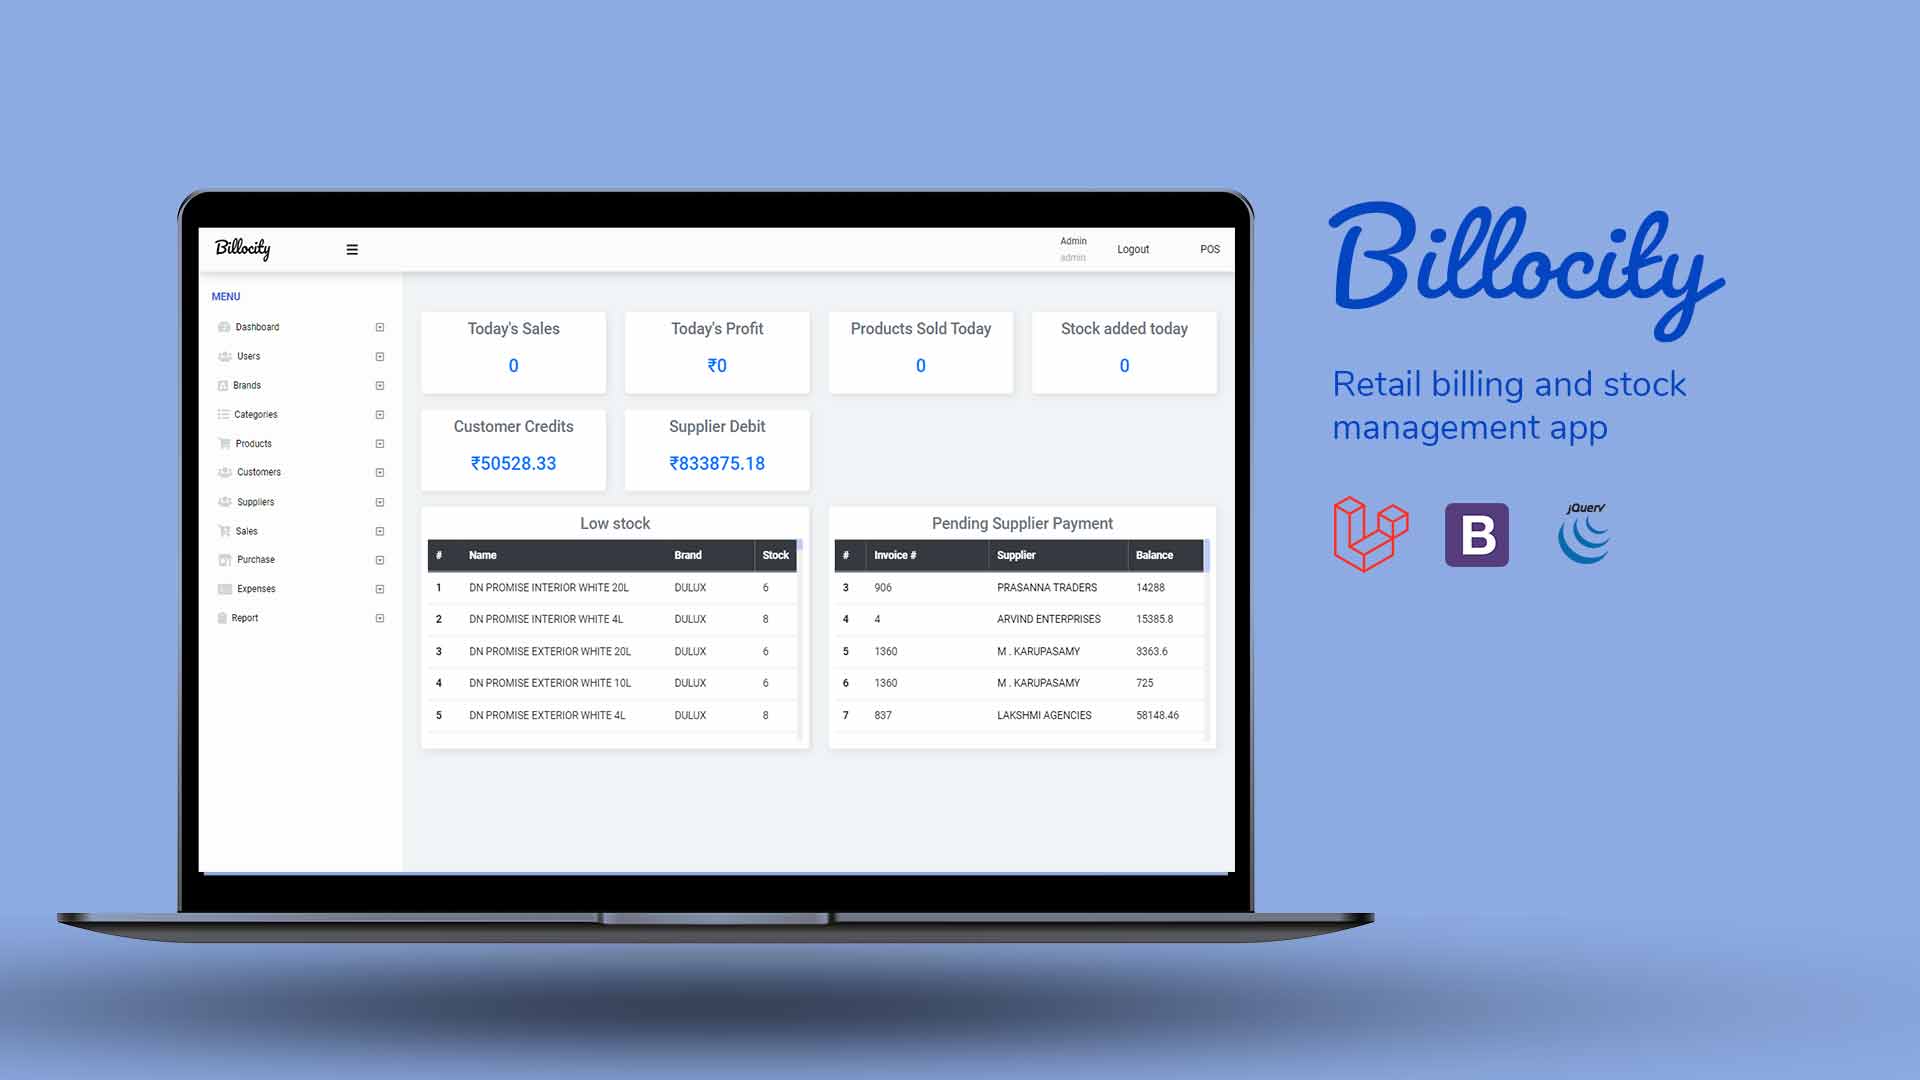 Billocity
Admin
admin
Logout
POS
MENU
Dashboard
Users
Brands
Categories
Products
Customers
Suppliers
Sales
Purchase
Expenses
Report
Today's Sales
0
Today's Profit
₹0
Products Sold Today
0
Stock added today
0
Customer Credits
₹50528.33
Supplier Debit
₹833875.18
Low stock
# Name Brand Stock
1 DN PROMISE INTERIOR WHITE 20L DULUX 6
2 DN PROMISE INTERIOR WHITE 4L DULUX 8
3 DN PROMISE EXTERIOR WHITE 20L DULUX 6
4 DN PROMISE EXTERIOR WHITE 10L DULUX 6
5 DN PROMISE EXTERIOR WHITE 4L DULUX 8
Pending Supplier Payment
# Invoice # Supplier Balance
3 906 PRASANNA TRADERS 14288
4 4 ARVIND ENTERPRISES 15385.8
5 1360 M . KARUPASAMY 3363.6
6 1360 M . KARUPASAMY 725
7 837 LAKSHMI AGENCIES 58148.46
Billocity
Retail billing and stock
management app
B
jQuery